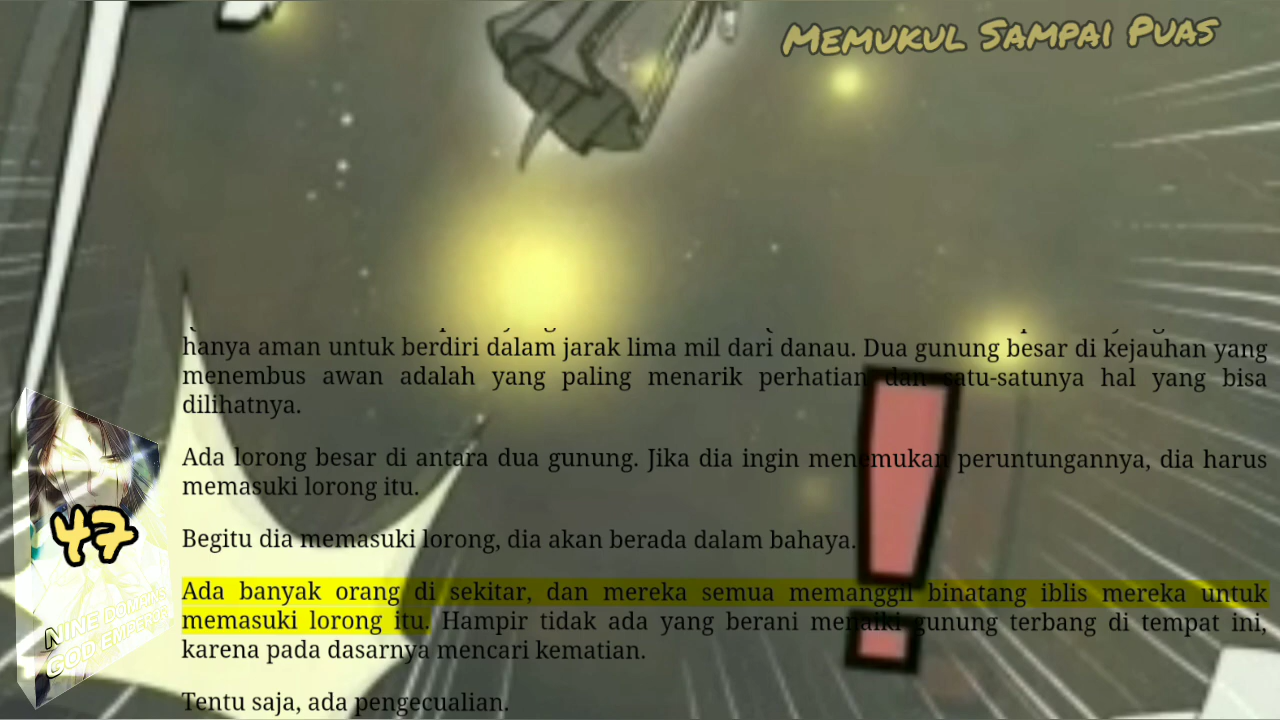 Memukul Sampai Puas
hanya aman untuk berdiri dalam jarak lima mil dari danau. Dua gunung besar di kejauhan yang
menembus awan adalah yang paling menarik perhatian dan satu-satunya hal yang bisa
dilihatnya.
Ada lorong besar di antara dua gunung. Jika dia ingin menemukan peruntungannya, dia harus
memasuki lorong itu.
Begitu dia memasuki lorong, dia akan berada dalam bahaya.
Ada banyak orang di sekitar, dan mereka semua memanggil binatang iblis mereka untuk
memasuki lorong itu. Hampir tidak ada yang berani menaiki gunung terbang di tempat ini,
karena pada dasarnya mencari kematian.
Tentu saja, ada pengecualian.
47
NINE DOMAINS
GOD EMPEROR
!